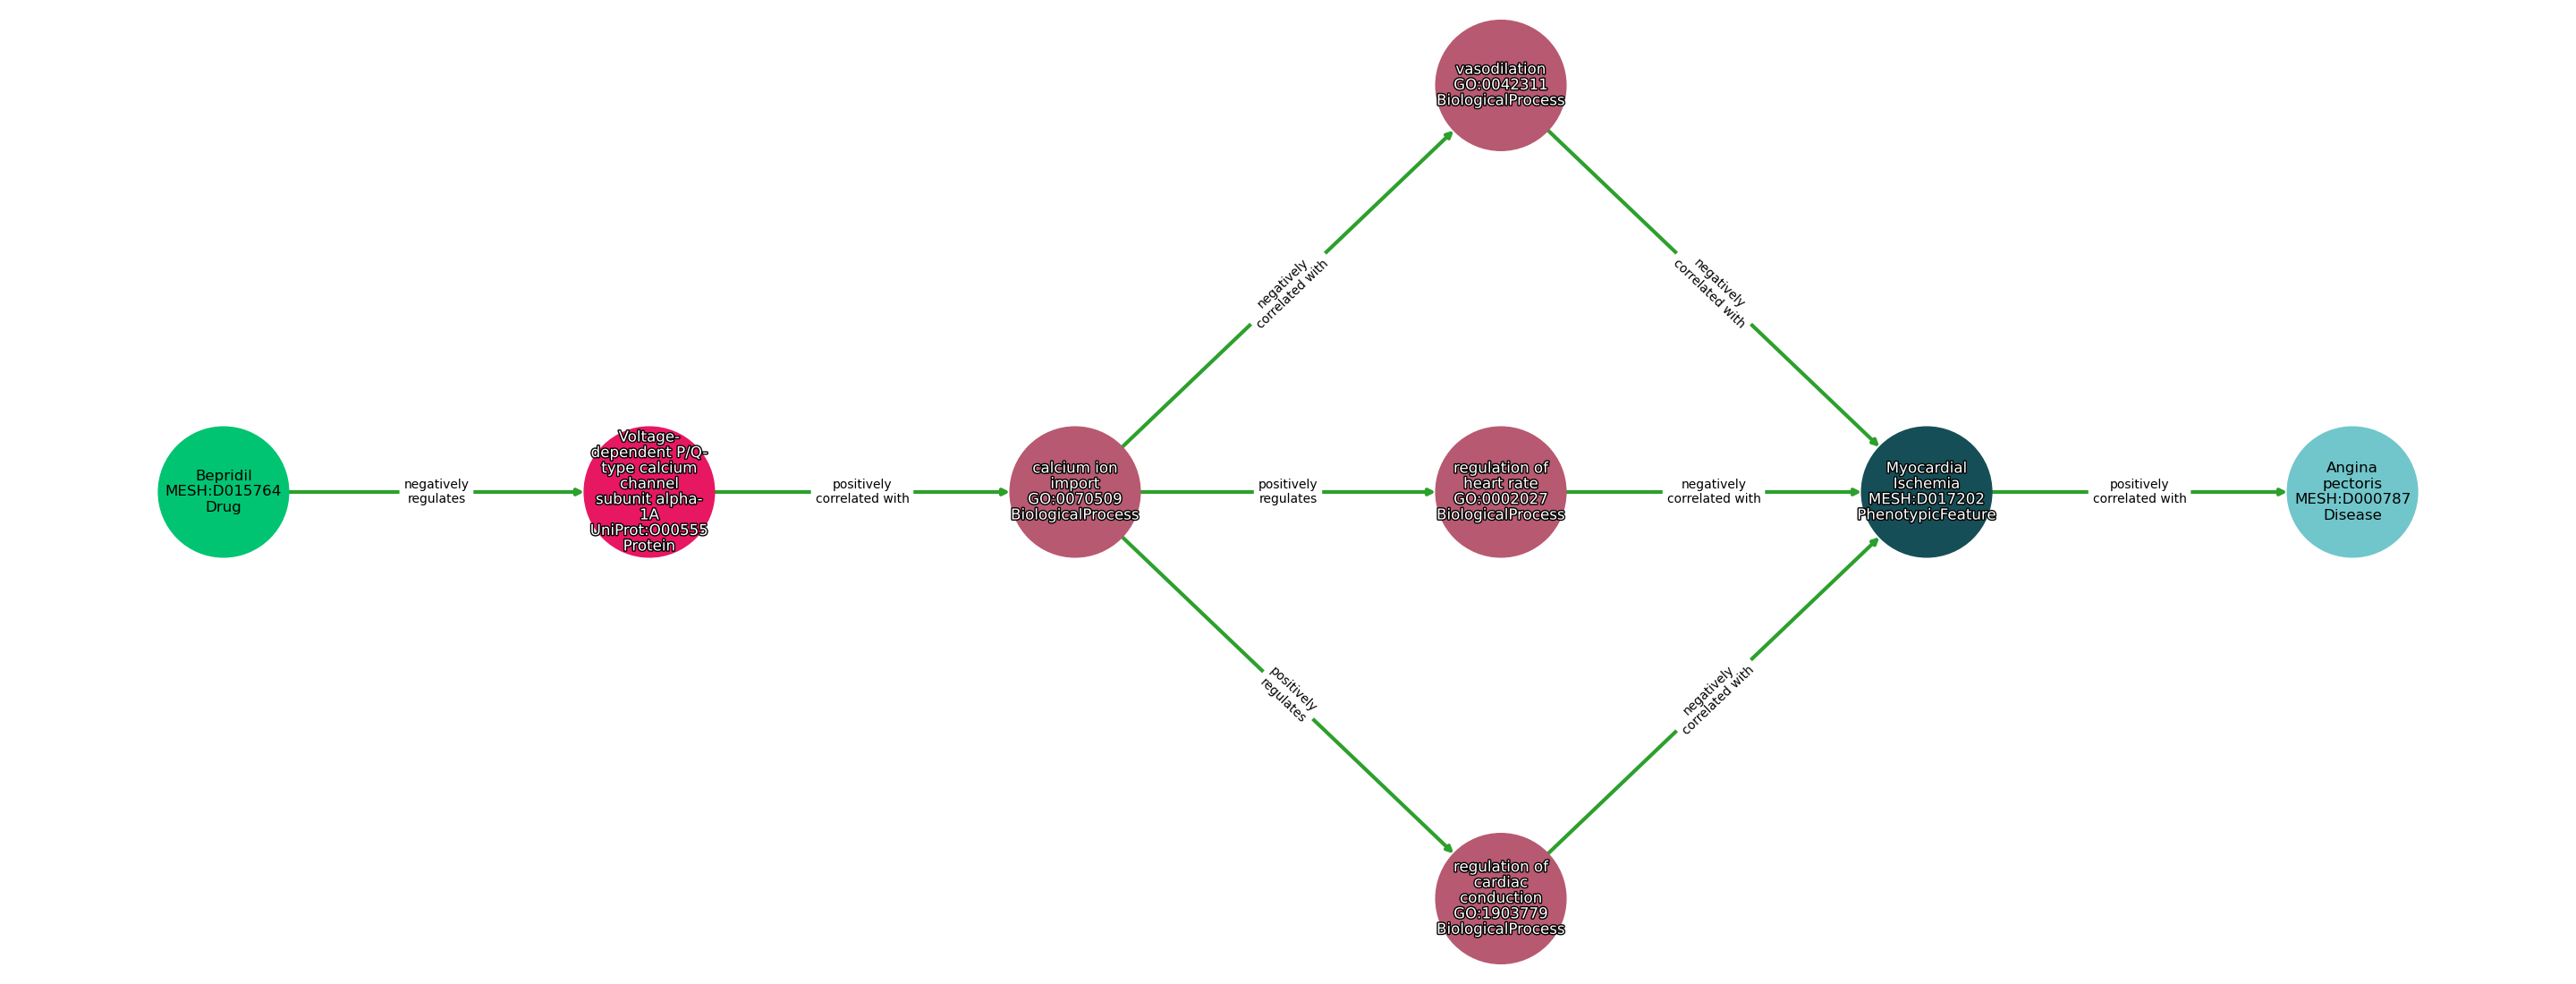 Bepridil
MESH:D015764
Drug
negatively
regulates
Voltage-
dependent P/Q-
type calcium
channel
subunit alpha-
1A
UniProt:O00555
Protein
positively
correlated with
calcium ion
import
GO:0070509
BiologicalProcess
negatively
correlated with
positively
regulates
positively
regulates
vasodilation
GO:0042311
BiologicalProcess
regulation of
heart rate
GO:0002027
BiologicalProcess
regulation of
cardiac
conduction
GO:1903779
BiologicalProcess
negatively
correlated with
negatively
correlated with
negatively
correlated with
Myocardial
Ischemia
MESH:D017202
PhenotypicFeature
positively
correlated with
Angina
pectoris
MESH:D000787
Disease